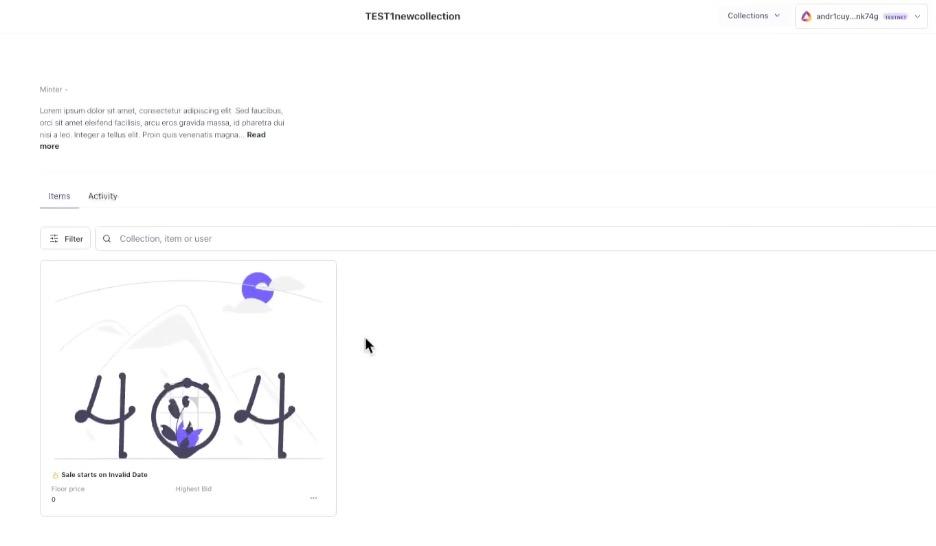 TEST1newcollection
Collections
andr1cuy...nk74g TESTNET
Minter -
Lorem ipsum dolor sit amet, consectetur adipiscing elit. Sed faucibus,
orci sit amet eleifend facilisis, arcu eros gravida massa, id pharetra dui
nisi a leo. Integer a tellus elit. Proin quis venenatis magna... Read
more
Items Activity
Filter
Collection, item or user
404
Sale starts on Invalid Date
Floor price Highest Bid
0
...